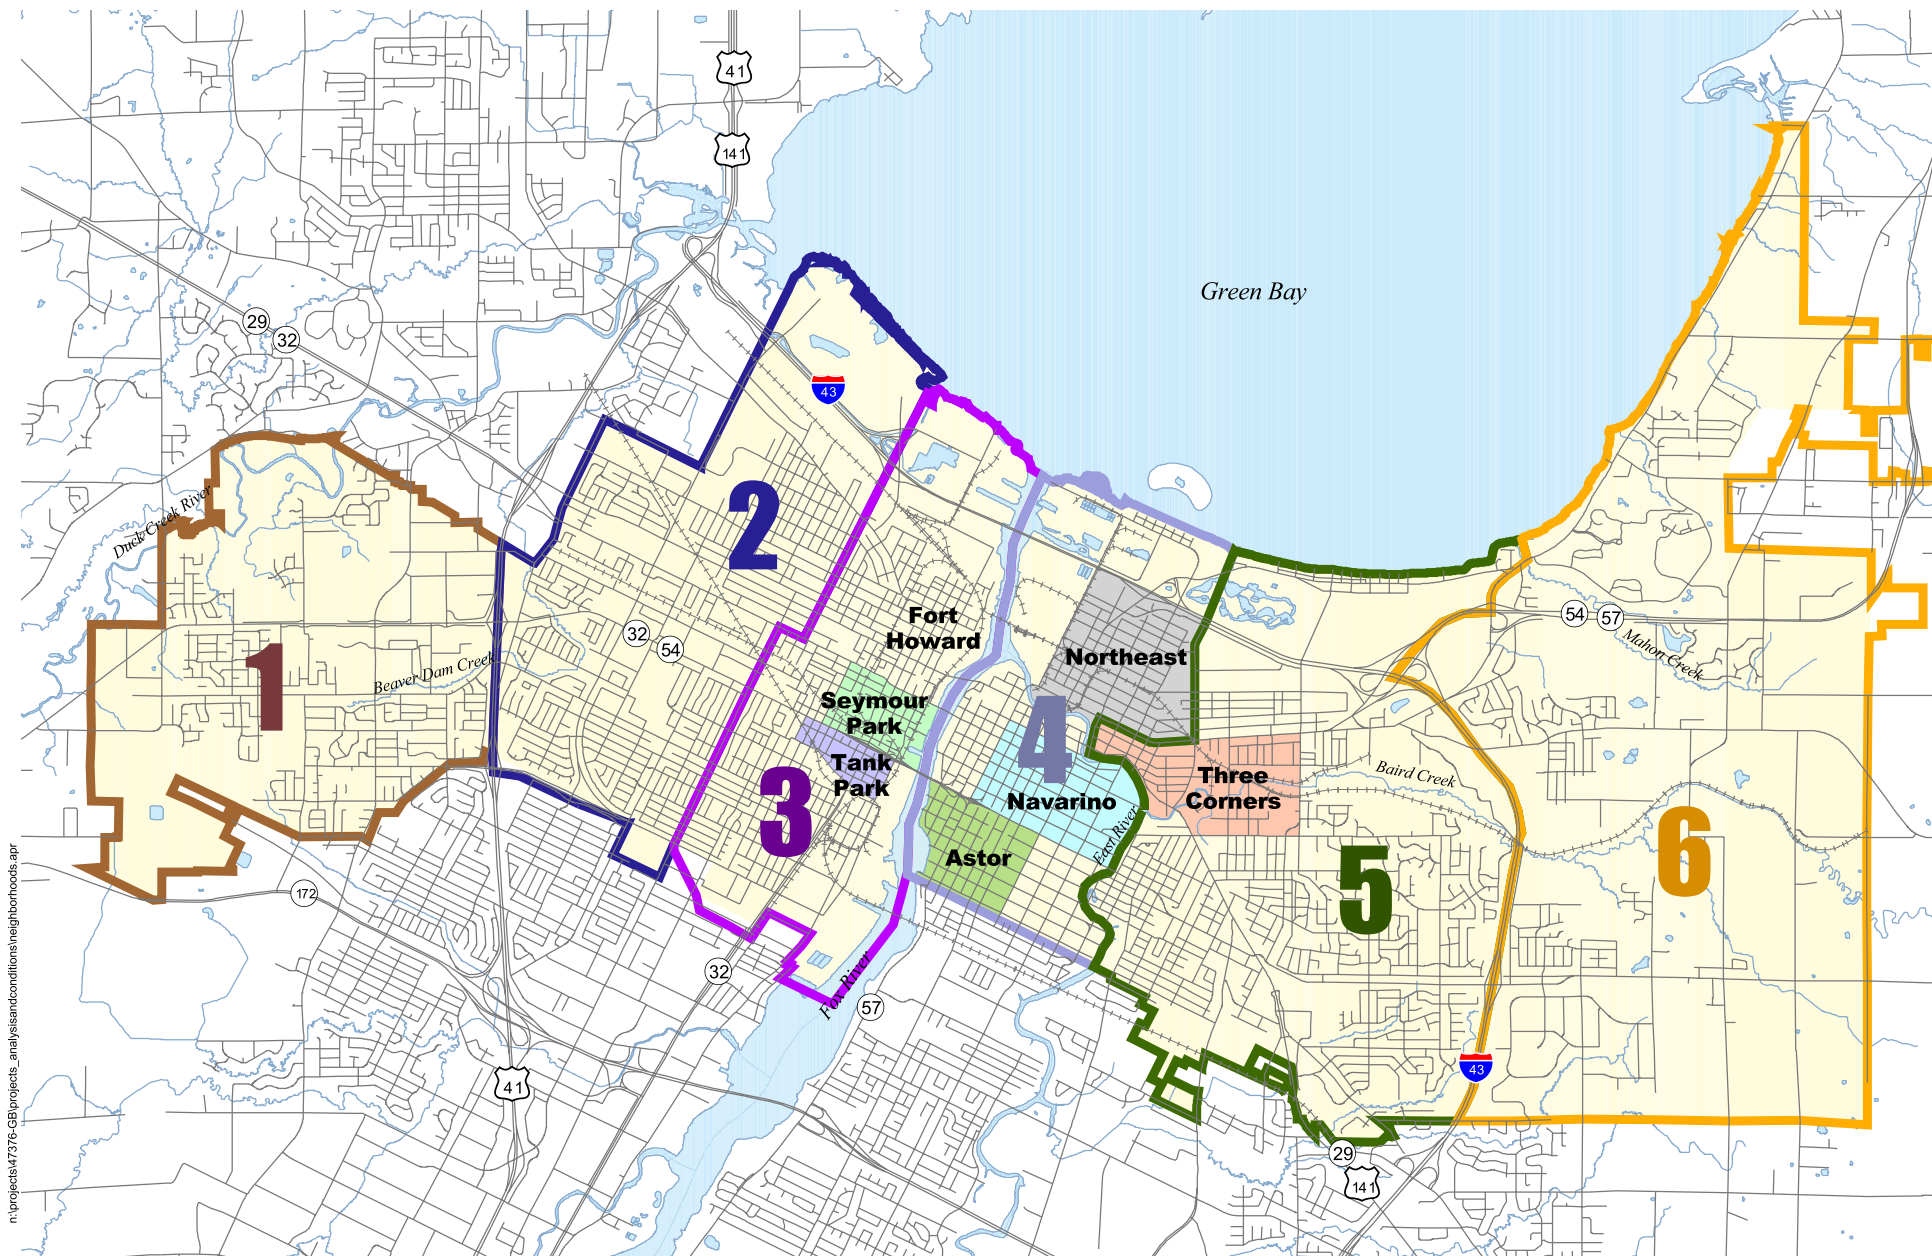 41
141
Green Bay
29
32
43
2
Duck Creek River
Fort
Howard
54
57
32
54
Mahon Creek
Northeast
1
Beaver Dam Creek
Seymour
Park
4
Tank
Park
Three
Corners
Baird Creek
3
Navarino
East River
6
Astor
5
172
32
Fox River
57
43
41
29
141
n:\projects\47376-GB\projects_analysisandconditions\neighborhoods.apr